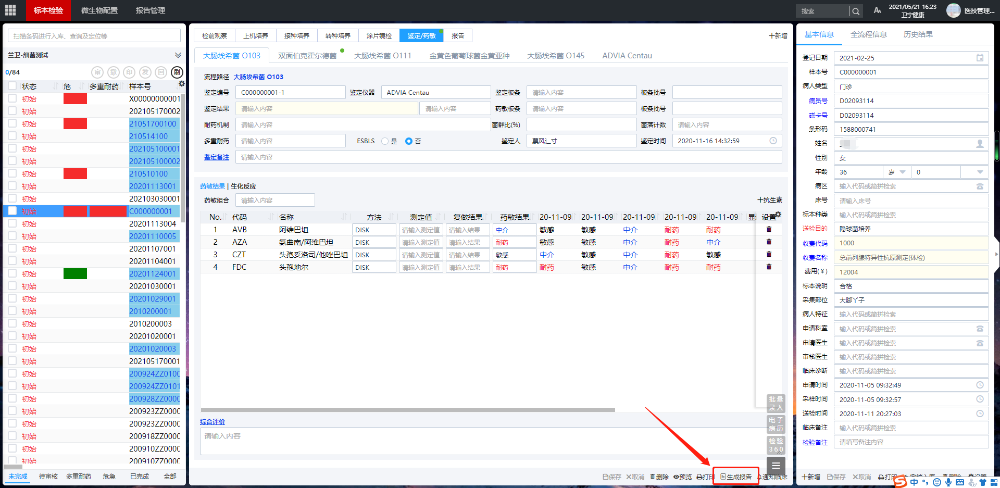 标本检验 微生物配置 报告管理 搜索 AA 2021/05/21 16:23
卫宁健康 医技管理...
扫描条码进行入库、查询及定位等
兰卫-细菌测试
0/84 审 撤 印 发 回 刷
状态 危 多重耐药 样本号
初始 X00000000001
初始 202105170002
初始 21051700100
初始 210514100
初始 202105100001
初始 202105100002
初始 210510100
初始 20201113001
初始 202103030001
初始 C000000001
初始 20201113004
初始 20201110005
初始 20201107001
初始 20201104001
初始 20201124001
初始 20201030001
初始 20201029001
初始 2010200001
初始 2010200003
初始 20201020001
初始 20201020003
初始 202105170001
初始 200924ZZ0100
初始 200924ZZ0101
初始 200928ZZ0000
初始 200923ZZ0000
初始 200923ZZ0000
初始 200918ZZ0000
初始 200910ZZ0000
初始 200910ZZ0000
未完成 待审核 多重耐药 危急 已完成 全部
检前观察 上机培养 接种培养 转种培养 涂片镜检 鉴定/药敏 报告 +新增
大肠埃希菌 O103 双面伯克霍尔德菌 大肠埃希菌 O111 金黄色葡萄球菌金黄亚种 大肠埃希菌 O145 ADVIA Centau
流程路径 大肠埃希菌 O103
鉴定编号 C000000001-1 鉴定仪器 ADVIA Centau 鉴定板条 请输入内容 板条批号
鉴定结果 请输入内容 请输入内容 药敏板条 请输入内容 板条批号
耐药机制 请输入内容 菌群比(%) 菌落计数 请输入内容
多重耐药 请输入内容 ESBLS 是 否 鉴定人 票风辶寸 鉴定时间 2020-11-16 14:32:59
鉴定备注 请输入内容
药敏结果 | 生化反应
药敏组合 请输入内容 +抗生素
No. 代码 名称 方法 测定值 复做结果 药敏结果 20-11-09 20-11-09 20-11-09 20-11-09 20-11-09 显 设置
1 AVB 阿维巴坦 DISK 请输入测定值 请输入结果 中介 敏感 敏感 中介 耐药 耐药
2 AZA 氨曲南/阿维巴坦 DISK 请输入测定值 请输入结果 耐药 敏感 敏感 中介 耐药 中介
3 CZT 头孢妥洛司/他唑巴坦 DISK 请输入测定值 请输入结果 敏感 中介 敏感 中介 耐药 敏感
4 FDC 头孢地尔 DISK 请输入测定值 请输入结果 耐药 耐药 敏感 中介 耐药 耐药
批量
录入
电子
病历
检验
360
综合评价
请输入内容
保存 取消 删除 预览 打印 生成报告 通知临床
基本信息 全流程信息 历史结果
登记日期 2021-02-25
样本号 C000000001
病人类型 门诊
病员号 D02093114
磁卡号 D02093114
条形码 1588000741
姓名
性别 女
年龄 36 岁 0
病区 输入代码或简拼检索
床号 请输入床号
标本种类 输入代码或简拼检索
送检目的 隐球菌培养
收费代码 1000
收费名称 总前列腺特异性抗原测定(体检)
费用(¥) 12004
标本说明 合格
采集部位 大脚丫子
病人特征 输入代码或简拼检索
申请科室 输入代码或简拼检索
申请医生 输入代码或简拼检索
审核医生 输入代码或简拼检索
临床诊断 输入代码或简拼检索
申请时间 2020-11-05 09:32:49
采样时间 2020-11-05 09:32:57
送检时间 2020-11-11 20:27:03
临床备注 输入代码或简拼检索
检验备注 请填写备注内容
+新增 保存 取消 打印 撤销入库 删除 设置
中